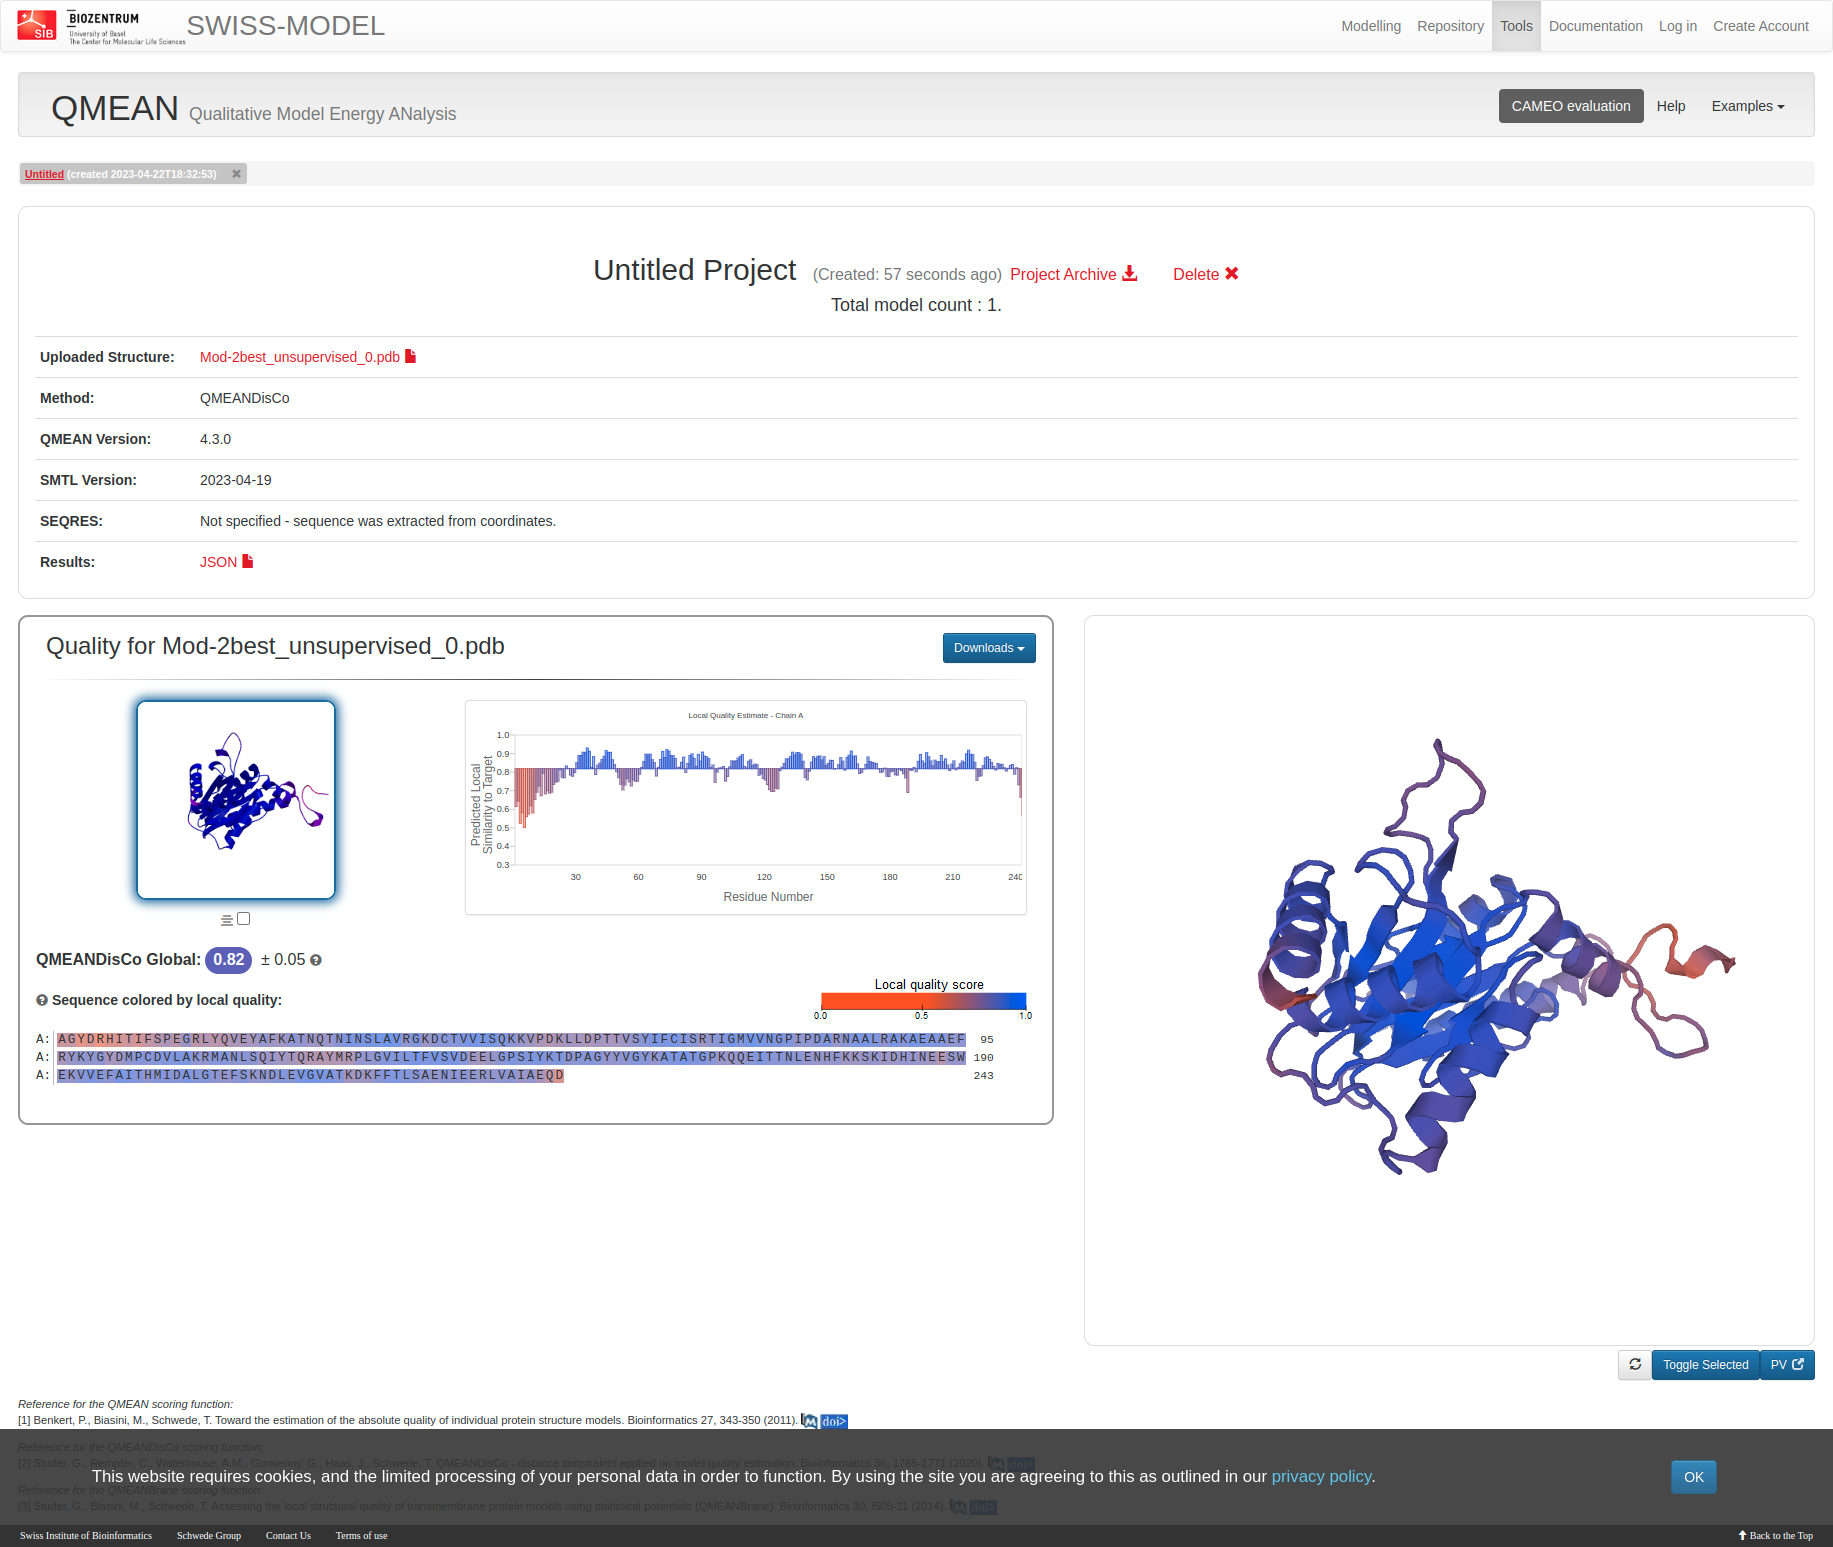 SIB
BIOZENTRUM
University of Basel
The Center for Molecular Life Sciences
SWISS-MODEL
Modelling Repository Tools Documentation Log in Create Account
QMEAN Qualitative Model Energy ANalysis
CAMEO evaluation Help Examples
Untitled (created 2023-04-22T18:32:53)
Untitled Project (Created: 57 seconds ago) Project Archive Delete
Total model count : 1.
Uploaded Structure: Mod-2best_unsupervised_0.pdb
Method: QMEANDisCo
QMEAN Version: 4.3.0
SMTL Version: 2023-04-19
SEQRES: Not specified - sequence was extracted from coordinates.
Results: JSON
Quality for Mod-2best_unsupervised_0.pdb
Downloads
Local Quality Estimate - Chain A
Predicted Local
Similarity to Target
1.0
0.9
0.8
0.7
0.6
0.5
0.4
0.3
30 60 90 120 150 180 210 240
Residue Number
QMEANDisCo Global: 0.82 ± 0.05
Sequence colored by local quality:
Local quality score
0.0 0.5 1.0
A: AGYDRHITIFSPEGRLYQVEYAFKATNQTNINSLAVRGKDCTVVISQKKVPDKLLDPTTVSYIFCISRTIGMVVNGPIPDARNAALRAKAEAAEF 95
A: RYKYGYDMPCDVLAKRMANLSQIYTQRAYMRPLGVILTFVSVDEELGPSIYKTDPAGYYVGYKATATGPKQQEITTNLENHFKKSKIDHINEESW 190
A: EKVVEFAITHMIDALGTEFSKNDLEVGVATKDKFFTLSAENIEERLVAIAEQD 243
Toggle Selected PV
Reference for the QMEAN scoring function:
[1] Benkert, P., Biasini, M., Schwede, T. Toward the estimation of the absolute quality of individual protein structure models. Bioinformatics 27, 343-350 (2011). doi>
Reference for the QMEANDisCo scoring function:
[2] Studer, G., Rempfer, C., Waterhouse, A.M., Gumienny, G., Haas, J., Schwede, T. QMEANDisCo - distance constraints applied on model quality estimation. Bioinformatics 36, 1765-1771 (2020). doi>
This website requires cookies, and the limited processing of your personal data in order to function. By using the site you are agreeing to this as outlined in our privacy policy.
OK
Reference for the QMEANBrane scoring function:
[3] Studer, G., Biasini, M., Schwede, T. Assessing the local structural quality of transmembrane protein models using statistical potentials (QMEANBrane). Bioinformatics 30, i505-11 (2014). doi>
Swiss Institute of Bioinformatics Schwede Group Contact Us Terms of use
Back to the Top